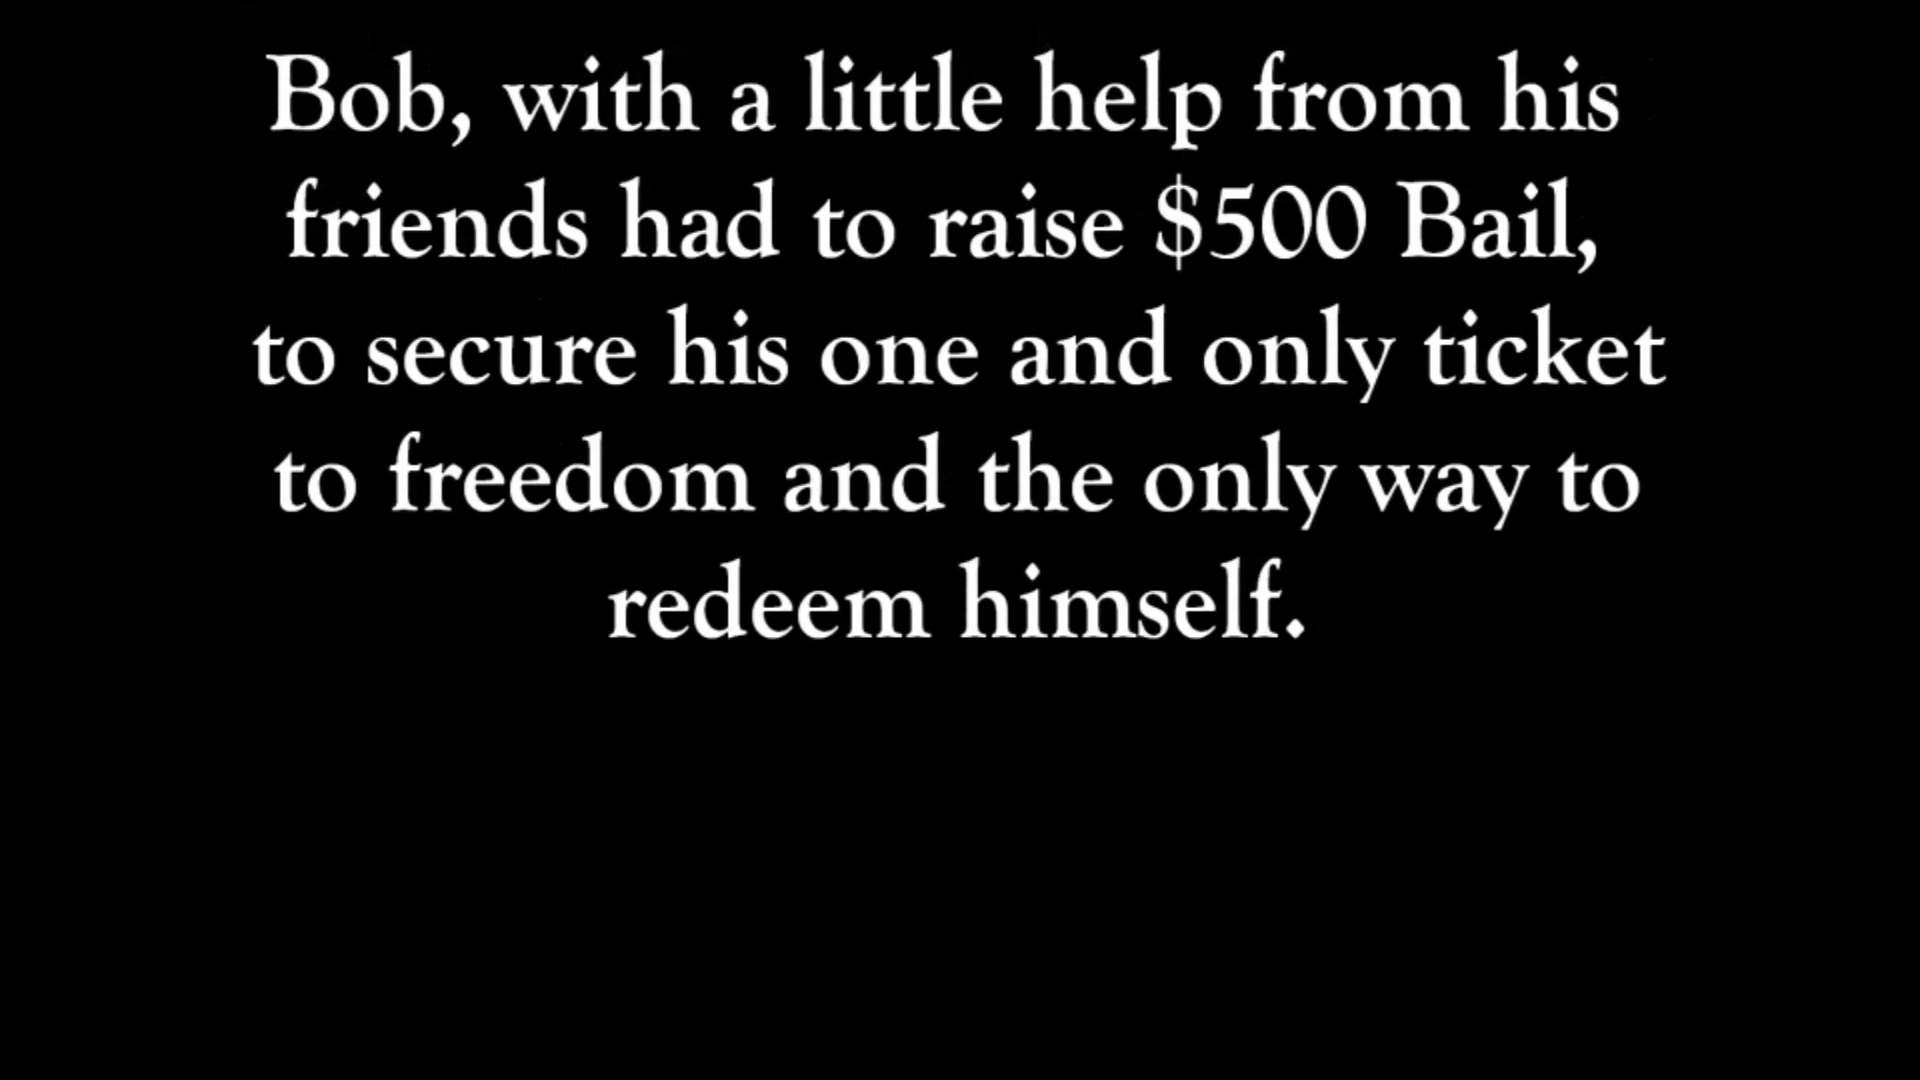 Bob, with a little help from his
friends had to raise $500 Bail,
to secure his one and only ticket
to freedom and the only way to
redeem himself.